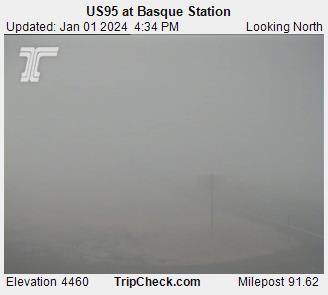 US95 at Basque Station
Updated: Jan 01 2024 4:34 PM Looking North
Elevation 4460 TripCheck.com Milepost 91.62